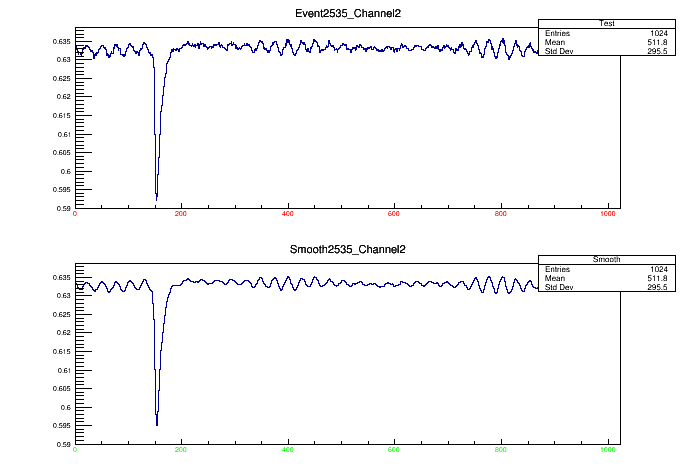 Event2535_Channel2
Test
Entries 1024
Mean 511.8
Std Dev 295.5
0.635
0.63
0.625
0.62
0.615
0.61
0.605
0.6
0.595
0.59
0 200 400 600 800 1000
Smooth2535_Channel2
Smooth
Entries 1024
Mean 511.8
Std Dev 295.5
0.635
0.63
0.625
0.62
0.615
0.61
0.605
0.6
0.595
0.59
0 200 400 600 800 1000